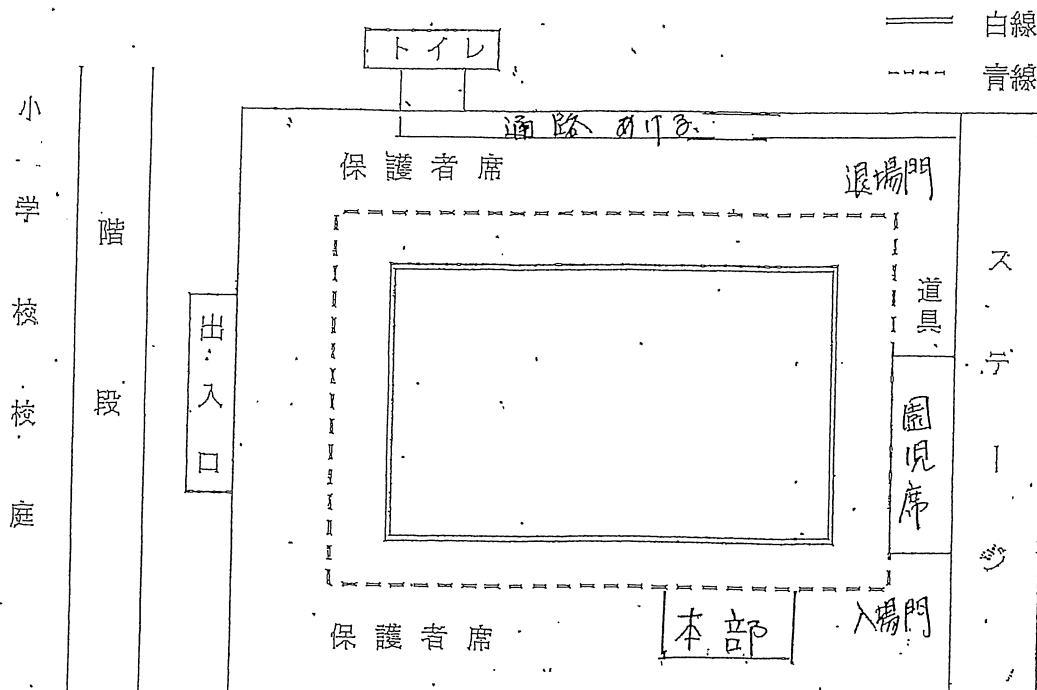 白線
青線
トイレ
通路 あける
保護者席
退場門
小学校校庭
階段
出入口
道具
ステージ
園児席
保護者席
本部
入場門